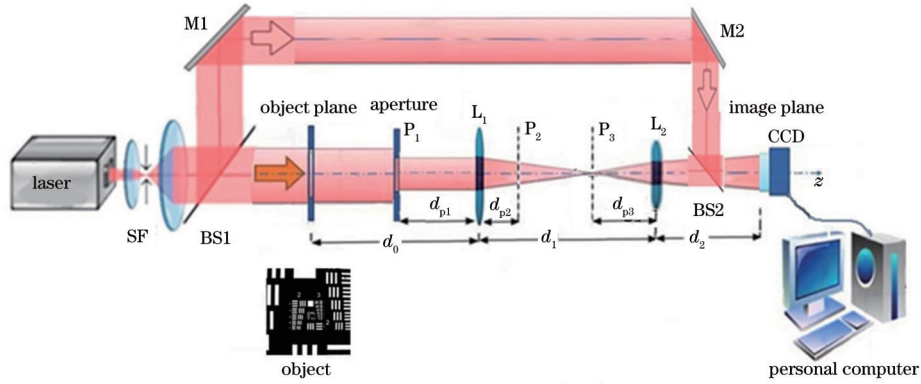 M1
M2
object plane
aperture
P₁
L₁
P₂
P₃
L₂
image plane
CCD
laser
SF
BS1
BS2
z
dₚ₁
dₚ₂
dₚ₃
d₀
d₁
d₂
object
personal computer